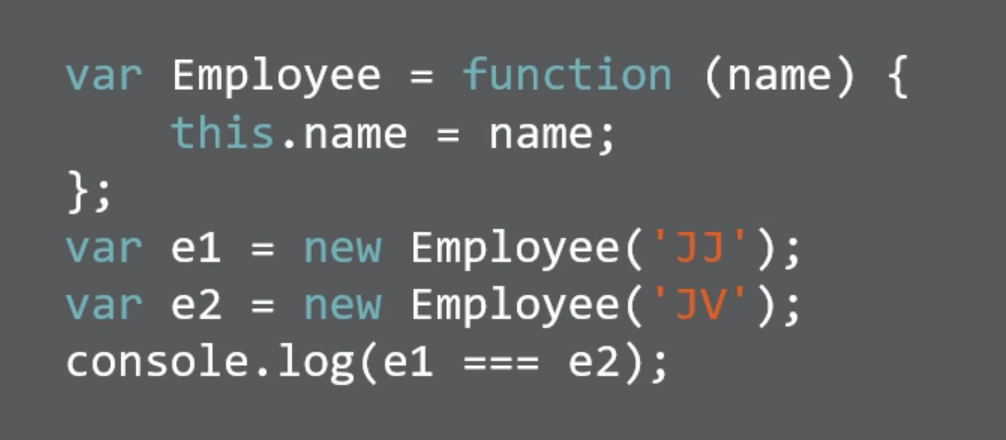 var Employee = function (name) {
    this.name = name;
};
var e1 = new Employee('JJ');
var e2 = new Employee('JV');
console.log(e1 === e2);